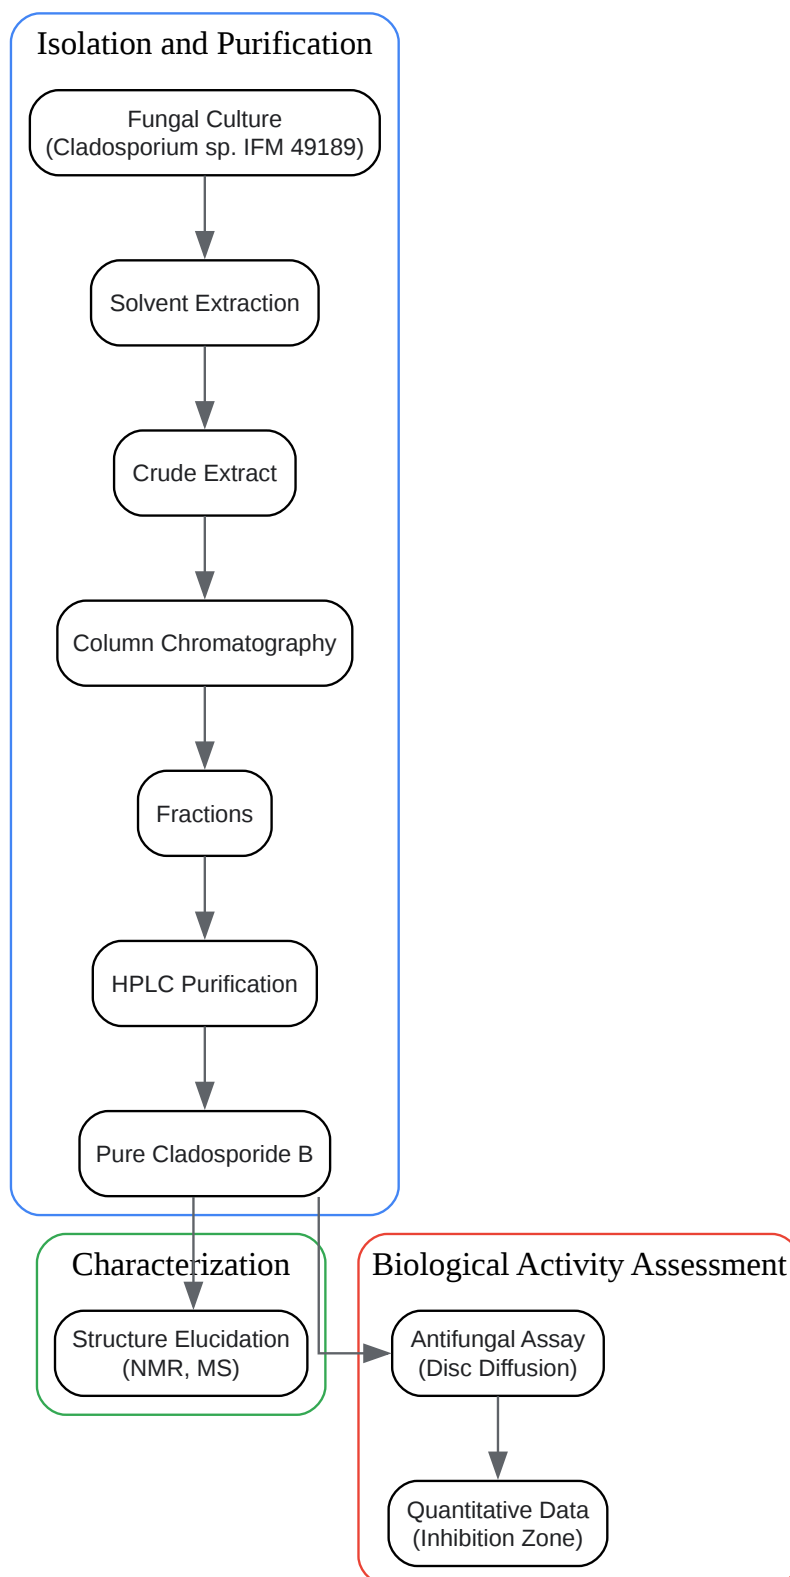 Isolation and Purification
Fungal Culture
(Cladosporium sp. IFM 49189)
Solvent Extraction
Crude Extract
Column Chromatography
Fractions
HPLC Purification
Pure Cladosporide B
Characterization
Structure Elucidation
(NMR, MS)
Biological Activity Assessment
Antifungal Assay
(Disc Diffusion)
Quantitative Data
(Inhibition Zone)